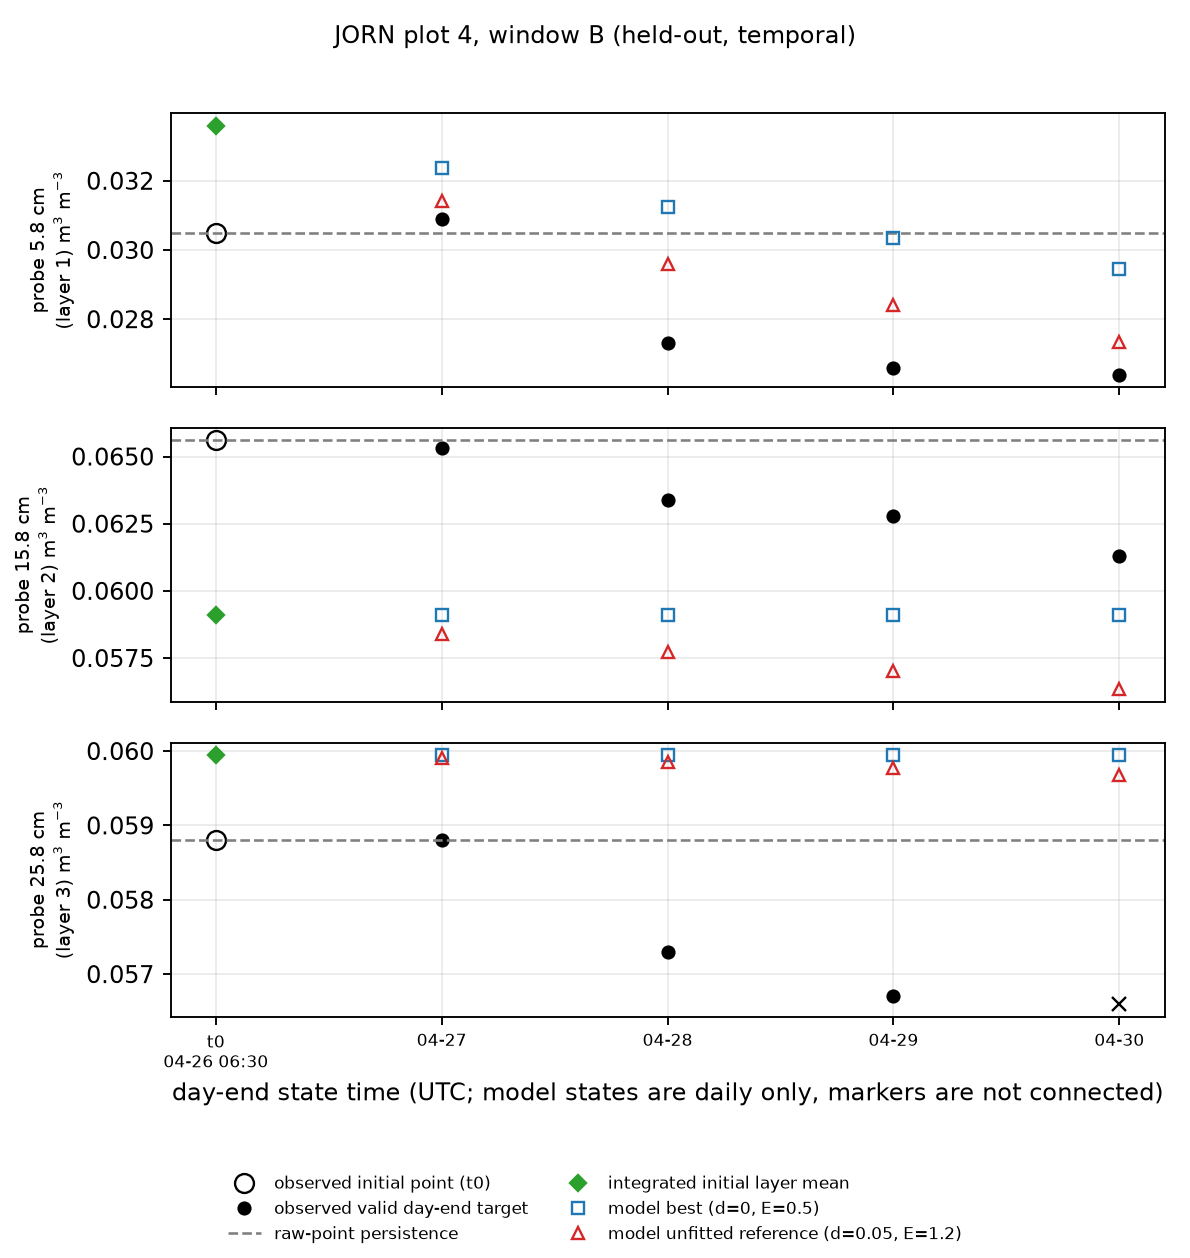 JORN plot 4, window B (held-out, temporal)
probe 5.8 cm
(layer 1) m³ m⁻³
0.032
0.030
0.028
probe 15.8 cm
(layer 2) m³ m⁻³
0.0650
0.0625
0.0600
0.0575
probe 25.8 cm
(layer 3) m³ m⁻³
0.060
0.059
0.058
0.057
t0
04-26 06:30
04-27
04-28
04-29
04-30
day-end state time (UTC; model states are daily only, markers are not connected)
observed initial point (t0)
observed valid day-end target
raw-point persistence
integrated initial layer mean
model best (d=0, E=0.5)
model unfitted reference (d=0.05, E=1.2)